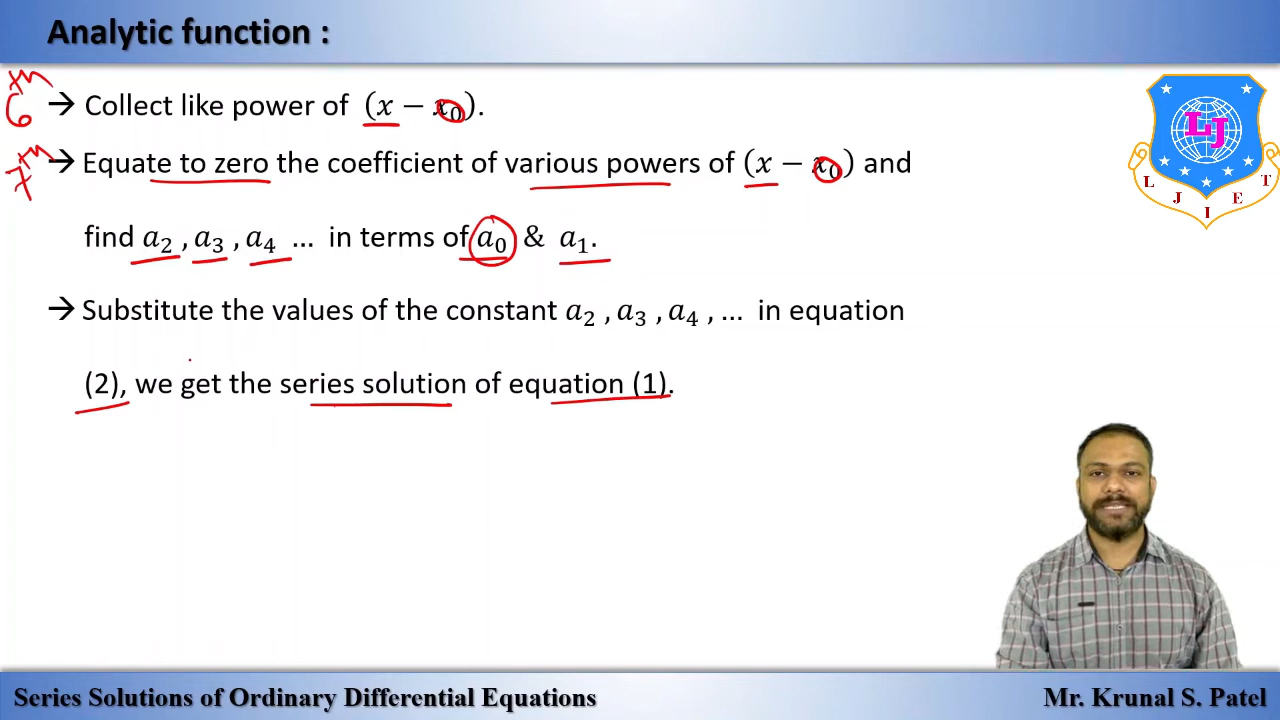 Analytic function :
6th → Collect like power of (x − x₀).
7th → Equate to zero the coefficient of various powers of (x − x₀) and
find a₂ , a₃ , a₄ ... in terms of a₀ & a₁.
→ Substitute the values of the constant a₂ , a₃ , a₄ , ... in equation
(2), we get the series solution of equation (1).
LJ
L J I E T
Series Solutions of Ordinary Differential Equations
Mr. Krunal S. Patel